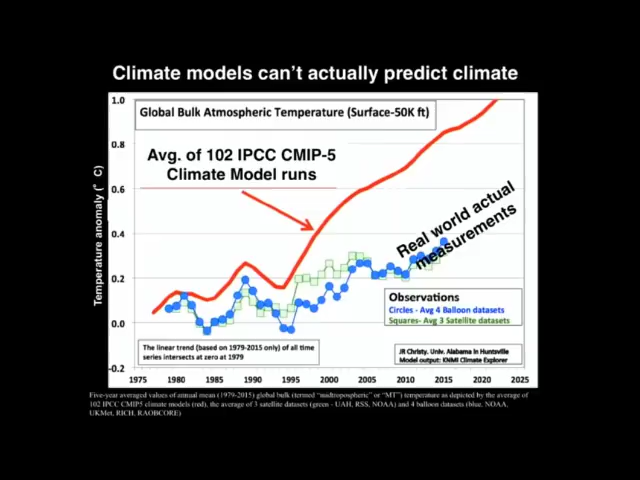 Climate models can't actually predict climate
Global Bulk Atmospheric Temperature (Surface-50K ft)
Avg. of 102 IPCC CMIP-5
Climate Model runs
Real world actual
measurements
Temperature anomaly (° C)
1.0
0.8
0.6
0.4
0.2
0.0
-0.2
Observations
Circles - Avg 4 Balloon datasets
Squares- Avg 3 Satellite datasets
The linear trend (based on 1979-2015 only) of all time
series intersects at zero at 1979
JR Christy. Univ. Alabama in Huntsville
Model output: KNMI Climate Explorer
1975 1980 1985 1990 1995 2000 2005 2010 2015 2020 2025
Five-year averaged values of annual mean (1979-2015) global bulk (termed "midtropospheric" or "MT") temperature as depicted by the average of
102 IPCC CMIP5 climate models (red), the average of 3 satellite datasets (green - UAH, RSS, NOAA) and 4 balloon datasets (blue, NOAA,
UKMet, RICH, RAOBCORE)